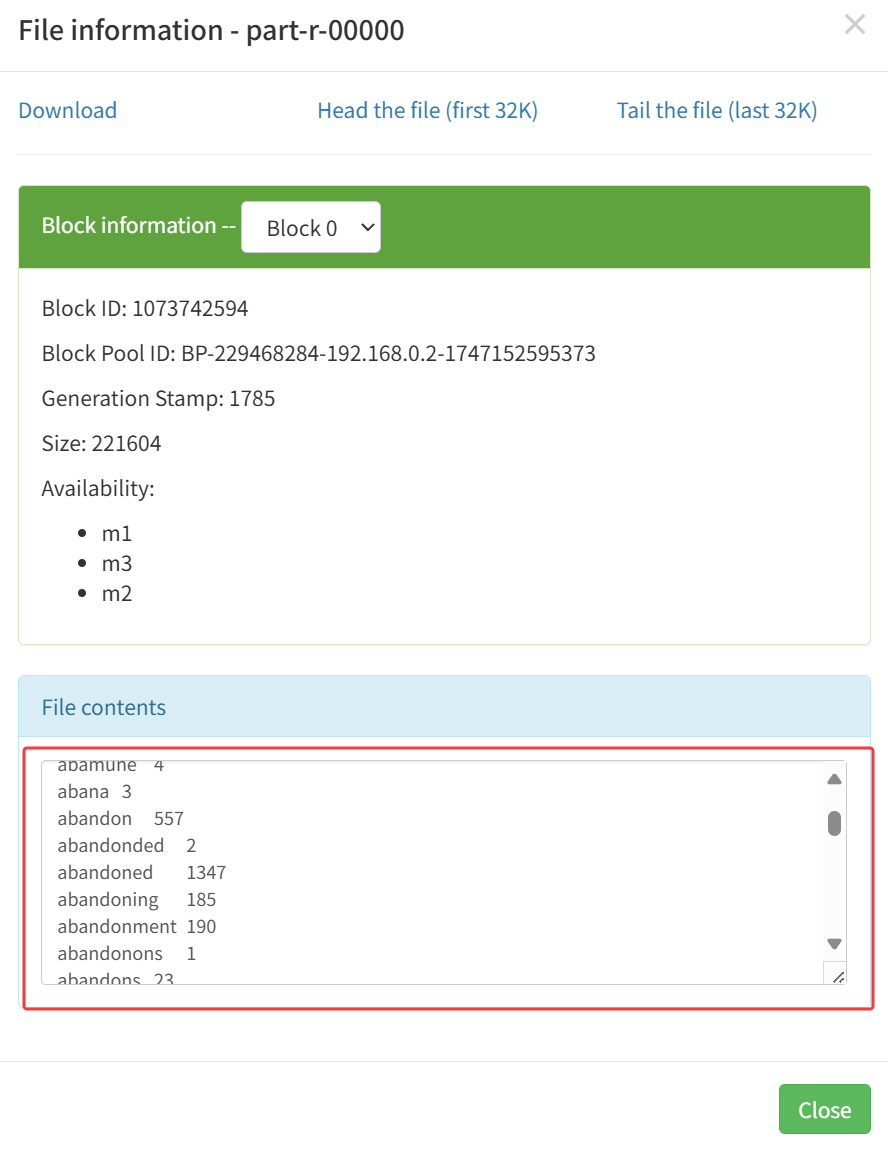 File information - part-r-00000
×
Download
Head the file (first 32K)
Tail the file (last 32K)
Block information --
Block 0
Block ID: 1073742594
Block Pool ID: BP-229468284-192.168.0.2-1747152595373
Generation Stamp: 1785
Size: 221604
Availability:
m1
m3
m2
File contents
abamune 4
abana 3
abandon 557
abandonded 2
abandoned 1347
abandoning 185
abandonment 190
abandonons 1
abandons 23
Close